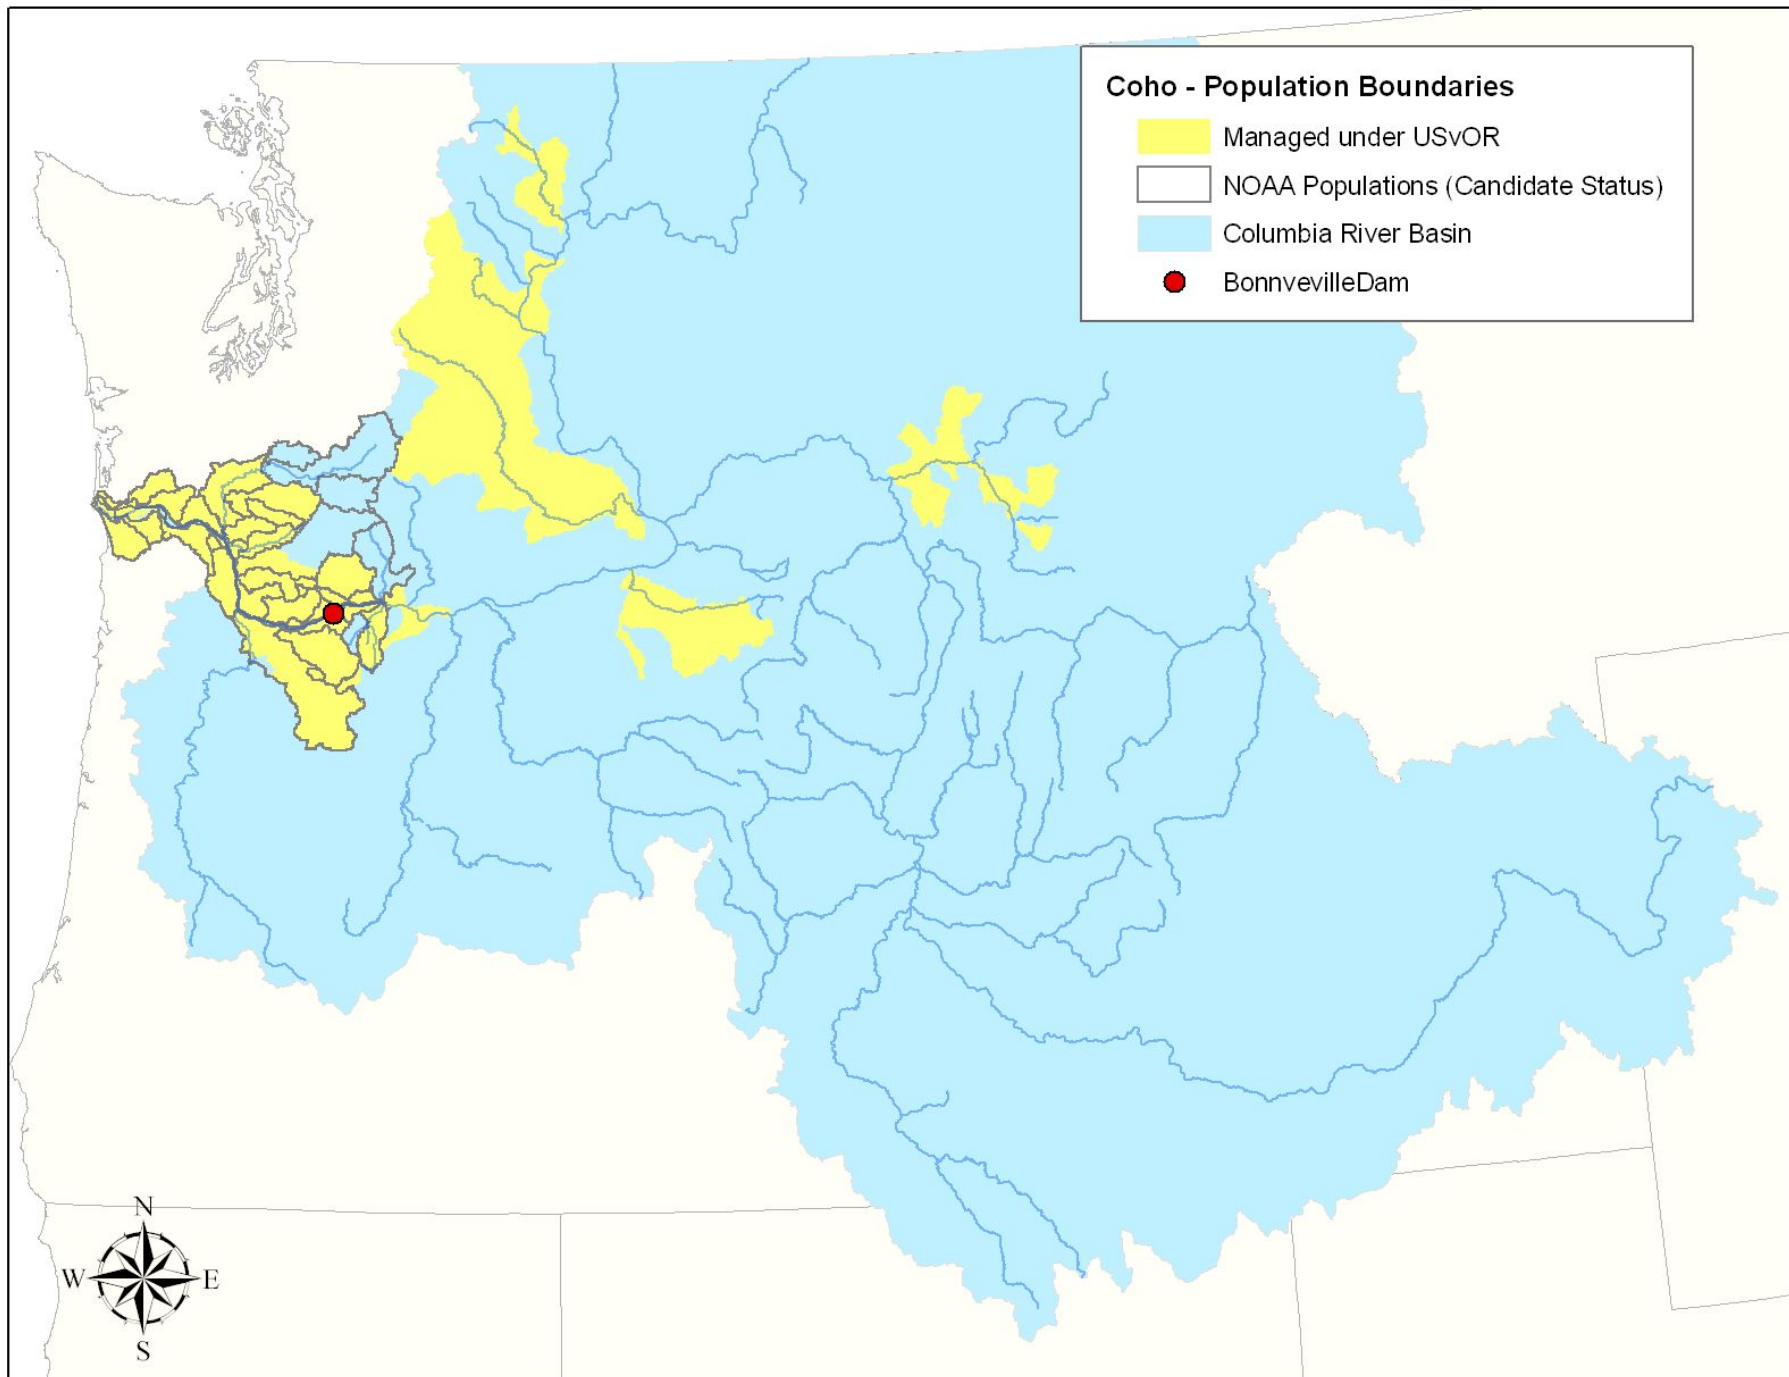 Coho - Population Boundaries
Managed under USvOR
NOAA Populations (Candidate Status)
Columbia River Basin
BonnvevilleDam
N
W E
S